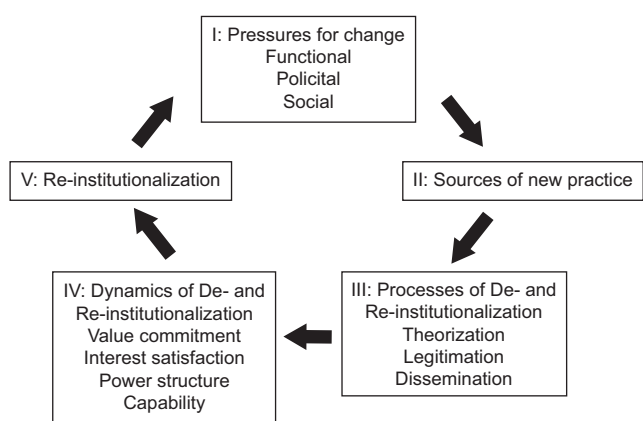 I: Pressures for change
Functional
Policital
Social
II: Sources of new practice
III: Processes of De- and
Re-institutionalization
Theorization
Legitimation
Dissemination
IV: Dynamics of De- and
Re-institutionalization
Value commitment
Interest satisfaction
Power structure
Capability
V: Re-institutionalization